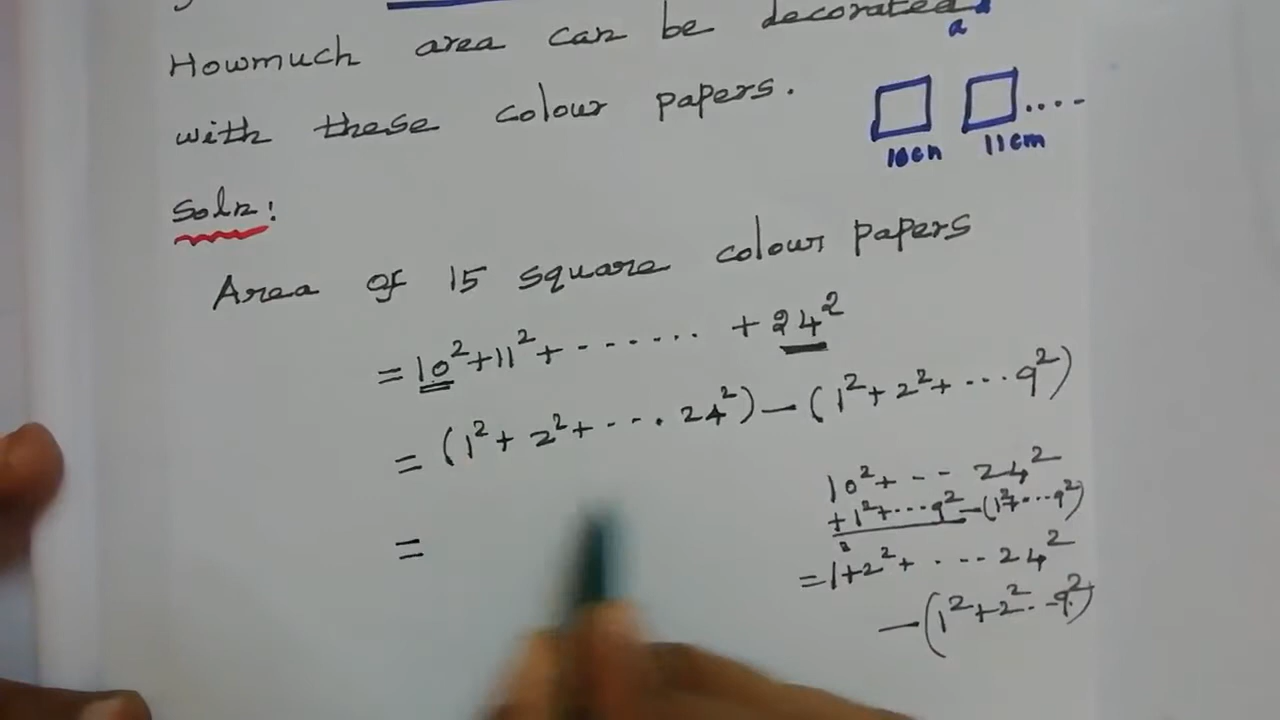 Howmuch area can be decorated
with these colour papers.
a
10cm 11cm
Soln:
Area of 15 square colour papers
= 10² + 11² + ....... + 24²
= (1² + 2² + .... 24²) - (1² + 2² + ... 9²)
=
10² + -- 24²
+ 1² + ... 9² - (1² + ... 9²)
= 1² + 2² + . ... 24²
- (1² + 2² . . 9²)